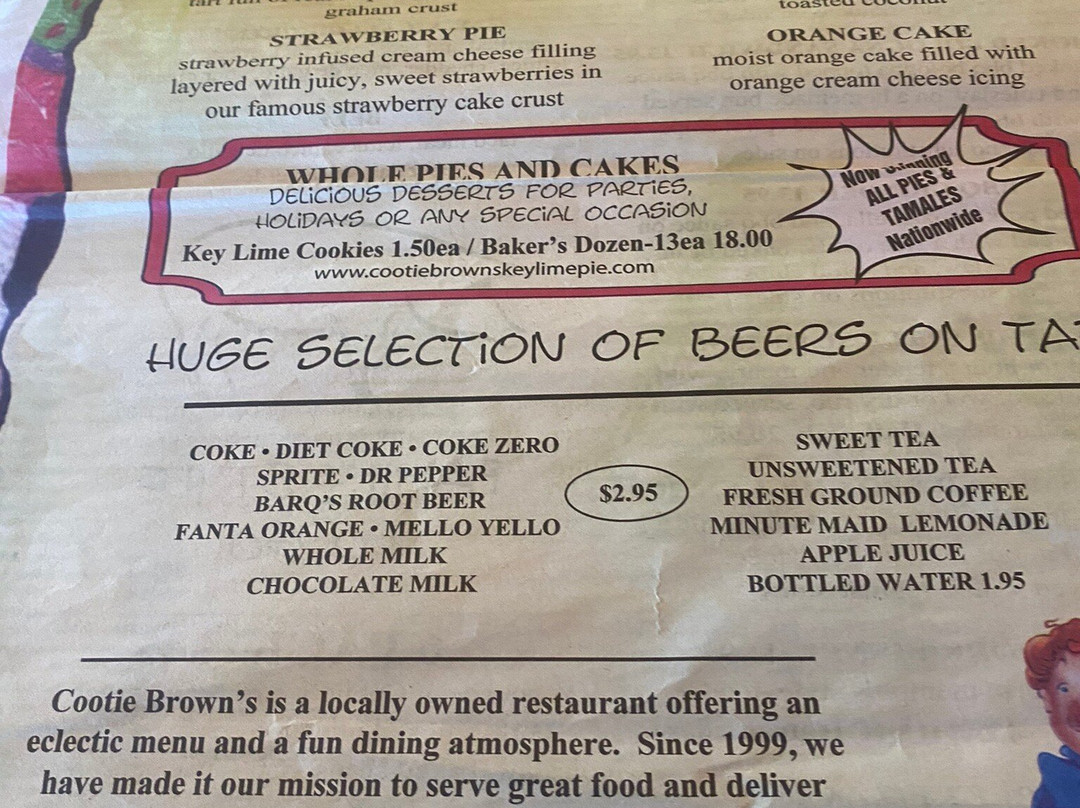 graham crust
STRAWBERRY PIE
strawberry infused cream cheese filling
layered with juicy, sweet strawberries in
our famous strawberry cake crust
toasted coconut
ORANGE CAKE
moist orange cake filled with
orange cream cheese icing
WHOLE PIES AND CAKES
DELiCiOUS DESSERTS FOR PARTiES,
HOLiDAYS OR ANY SPECiAL OCCASiON
Key Lime Cookies 1.50ea / Baker's Dozen-13ea 18.00
www.cootiebrownskeylimepie.com
Now Shipping
ALL PIES &
TAMALES
Nationwide
HUGE SELECTiON OF BEERS ON TA
COKE • DIET COKE • COKE ZERO
SPRITE • DR PEPPER
BARQ'S ROOT BEER
FANTA ORANGE • MELLO YELLO
WHOLE MILK
CHOCOLATE MILK
$2.95
SWEET TEA
UNSWEETENED TEA
FRESH GROUND COFFEE
MINUTE MAID LEMONADE
APPLE JUICE
BOTTLED WATER 1.95
Cootie Brown's is a locally owned restaurant offering an
eclectic menu and a fun dining atmosphere. Since 1999, we
have made it our mission to serve great food and deliver